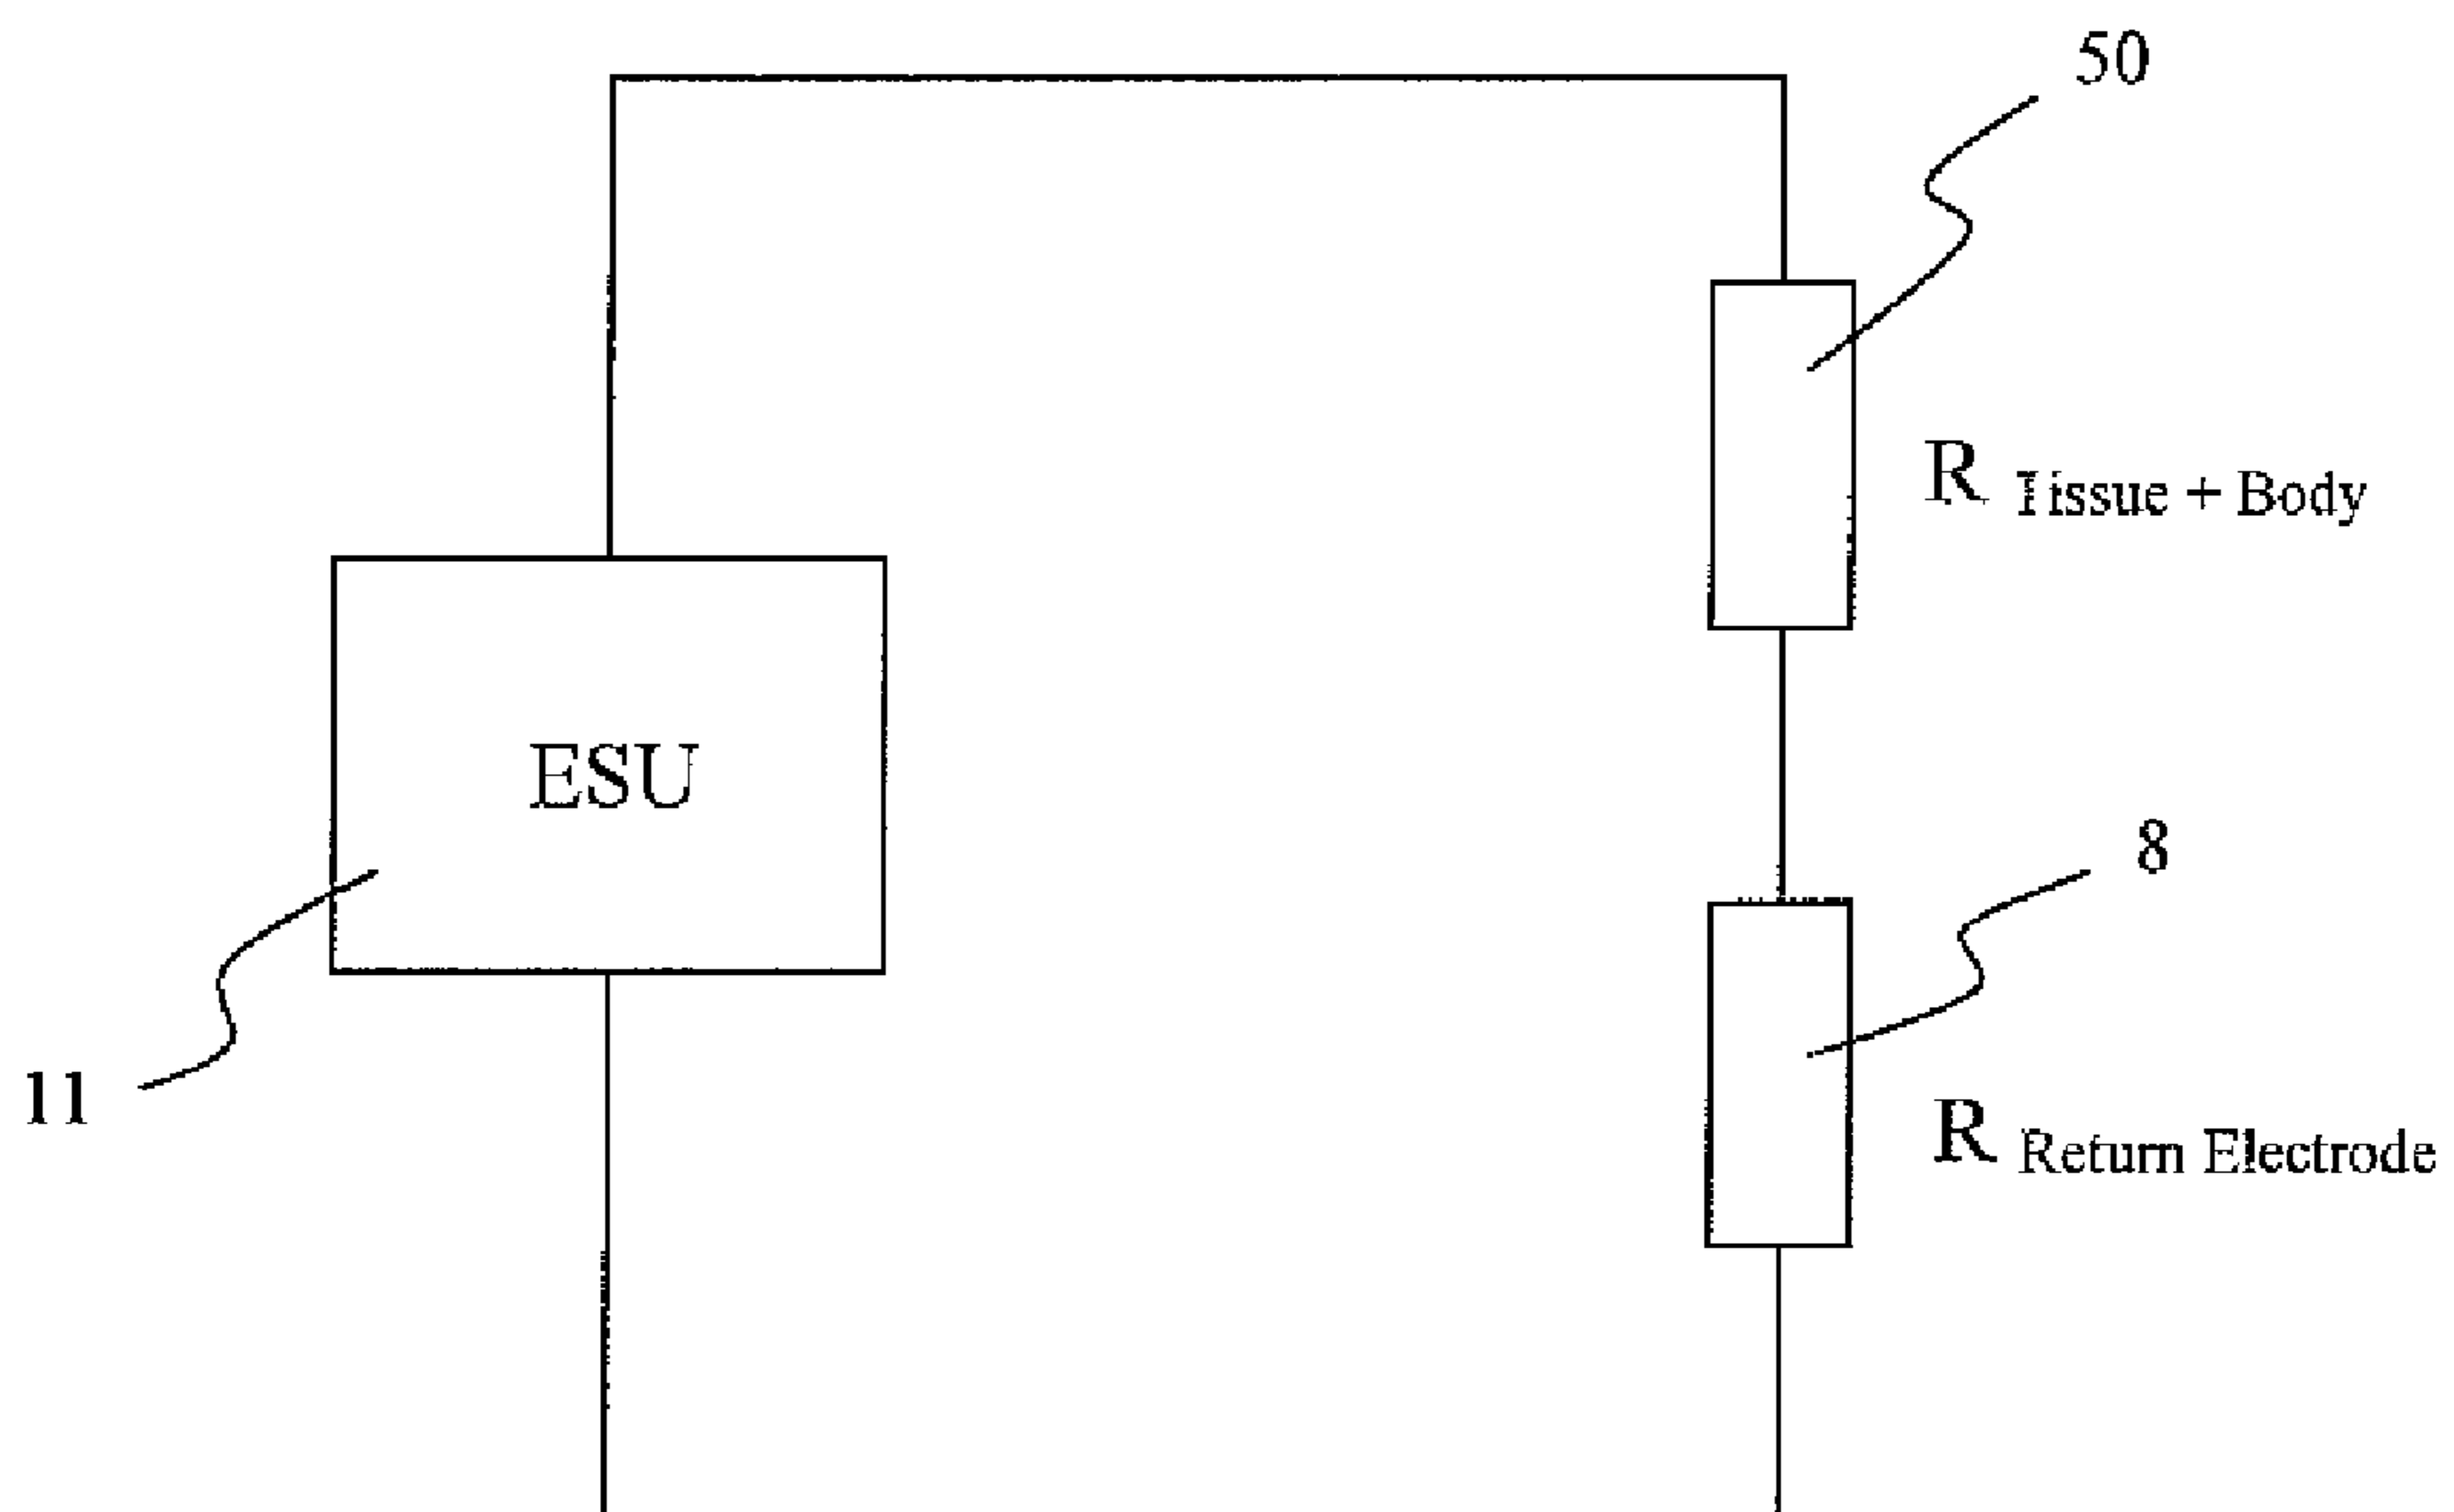 50
R Tissue + Body
ESU
8
11
R Return Electrode